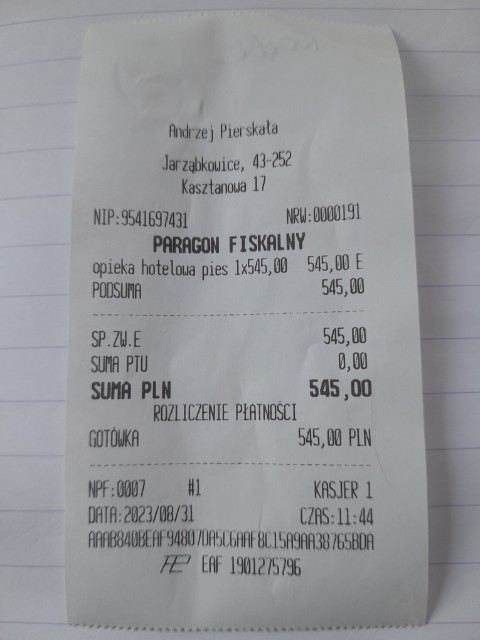 Andrzej Pierskała
Jarząbkowice, 43-252
Kasztanowa 17
NIP:9541697431 NRW:0000191
PARAGON FISKALNY
opieka hotelowa pies 1x545,00 545,00 E
PODSUMA 545,00
SP.ZW.E 545,00
SUMA PTU 0,00
SUMA PLN 545,00
ROZLICZENIE PŁATNOŚCI
GOTÓWKA 545,00 PLN
NPF:0007 #1 KASJER 1
DATA:2023/08/31 CZAS:11:44
EAF 1901275796